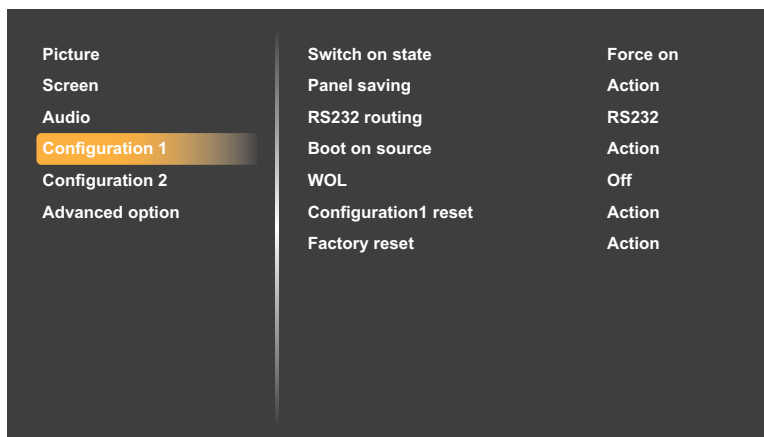 Picture
Screen
Audio
Configuration 1
Configuration 2
Advanced option
Switch on state Force on
Panel saving Action
RS232 routing RS232
Boot on source Action
WOL Off
Configuration1 reset Action
Factory reset Action